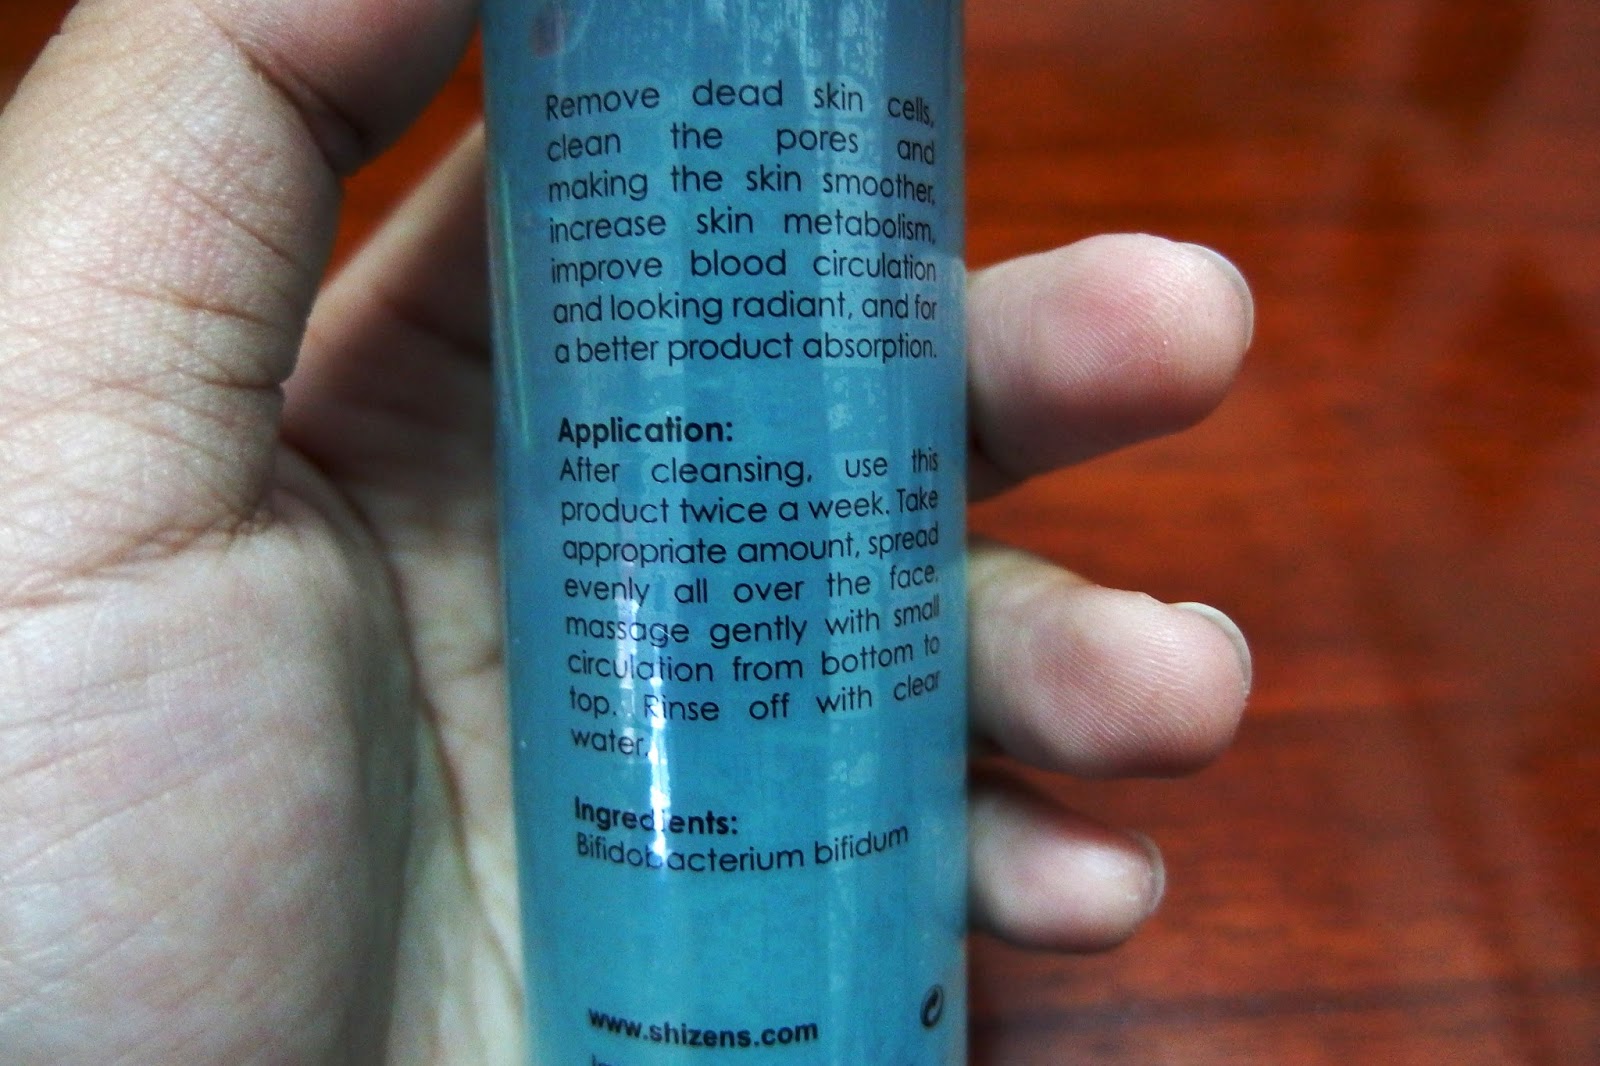 Remove dead skin cells,
clean the pores and
making the skin smoother,
increase skin metabolism,
improve blood circulation
and looking radiant, and for
a better product absorption.
Application:
After cleansing, use this
product twice a week. Take
appropriate amount, spread
evenly all over the face,
massage gently with small
circulation from bottom to
top. Rinse off with clear
water.
Ingredients:
Bifidobacterium bifidum
www.shizens.com